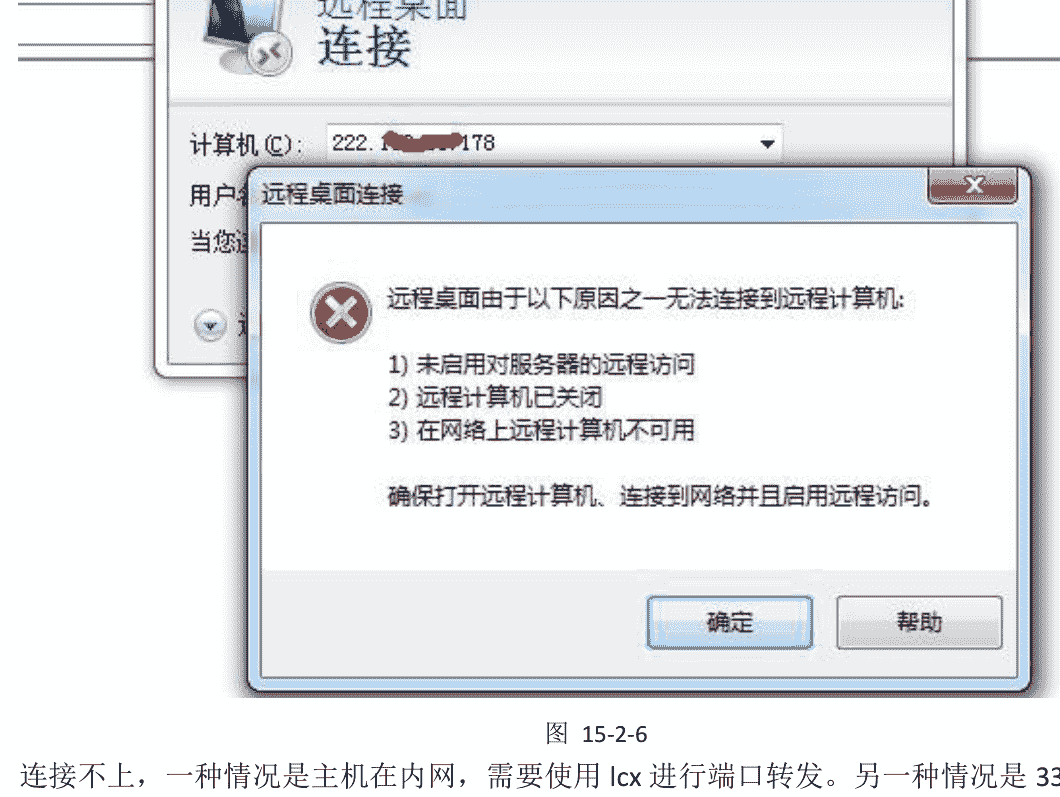 远程桌面
连接
计算机(C):
222.1 178
用户
远程桌面连接
当您
远程桌面由于以下原因之一无法连接到远程计算机:
1) 未启用对服务器的远程访问
2) 远程计算机已关闭
3) 在网络上远程计算机不可用
确保打开远程计算机、连接到网络并且启用远程访问。
确定
帮助
图 15-2-6
连接不上，一种情况是主机在内网，需要使用 lcx 进行端口转发。另一种情况是 33